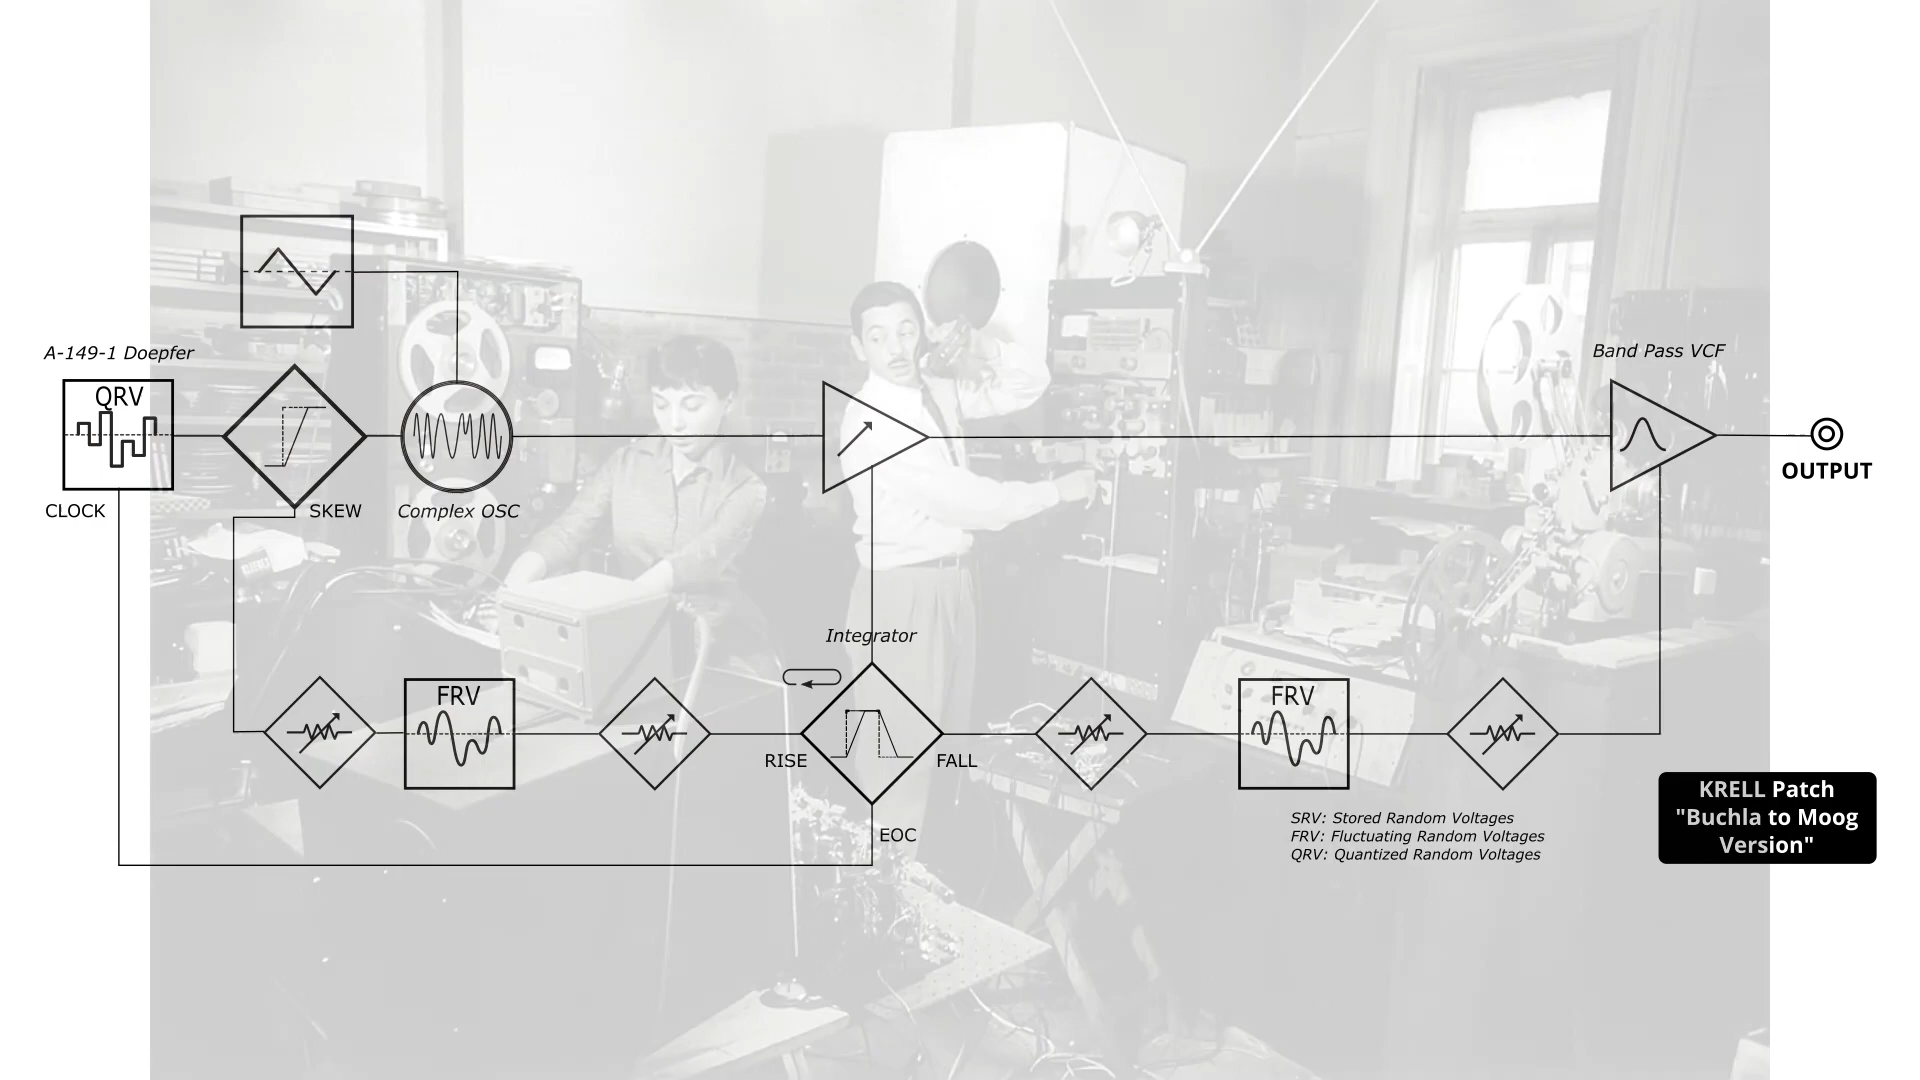 A-149-1 Doepfer
QRV
CLOCK
SKEW
Complex OSC
Band Pass VCF
OUTPUT
Integrator
FRV
RISE
FALL
FRV
EOC
SRV: Stored Random Voltages
FRV: Fluctuating Random Voltages
QRV: Quantized Random Voltages
KRELL Patch
"Buchla to Moog
Version"